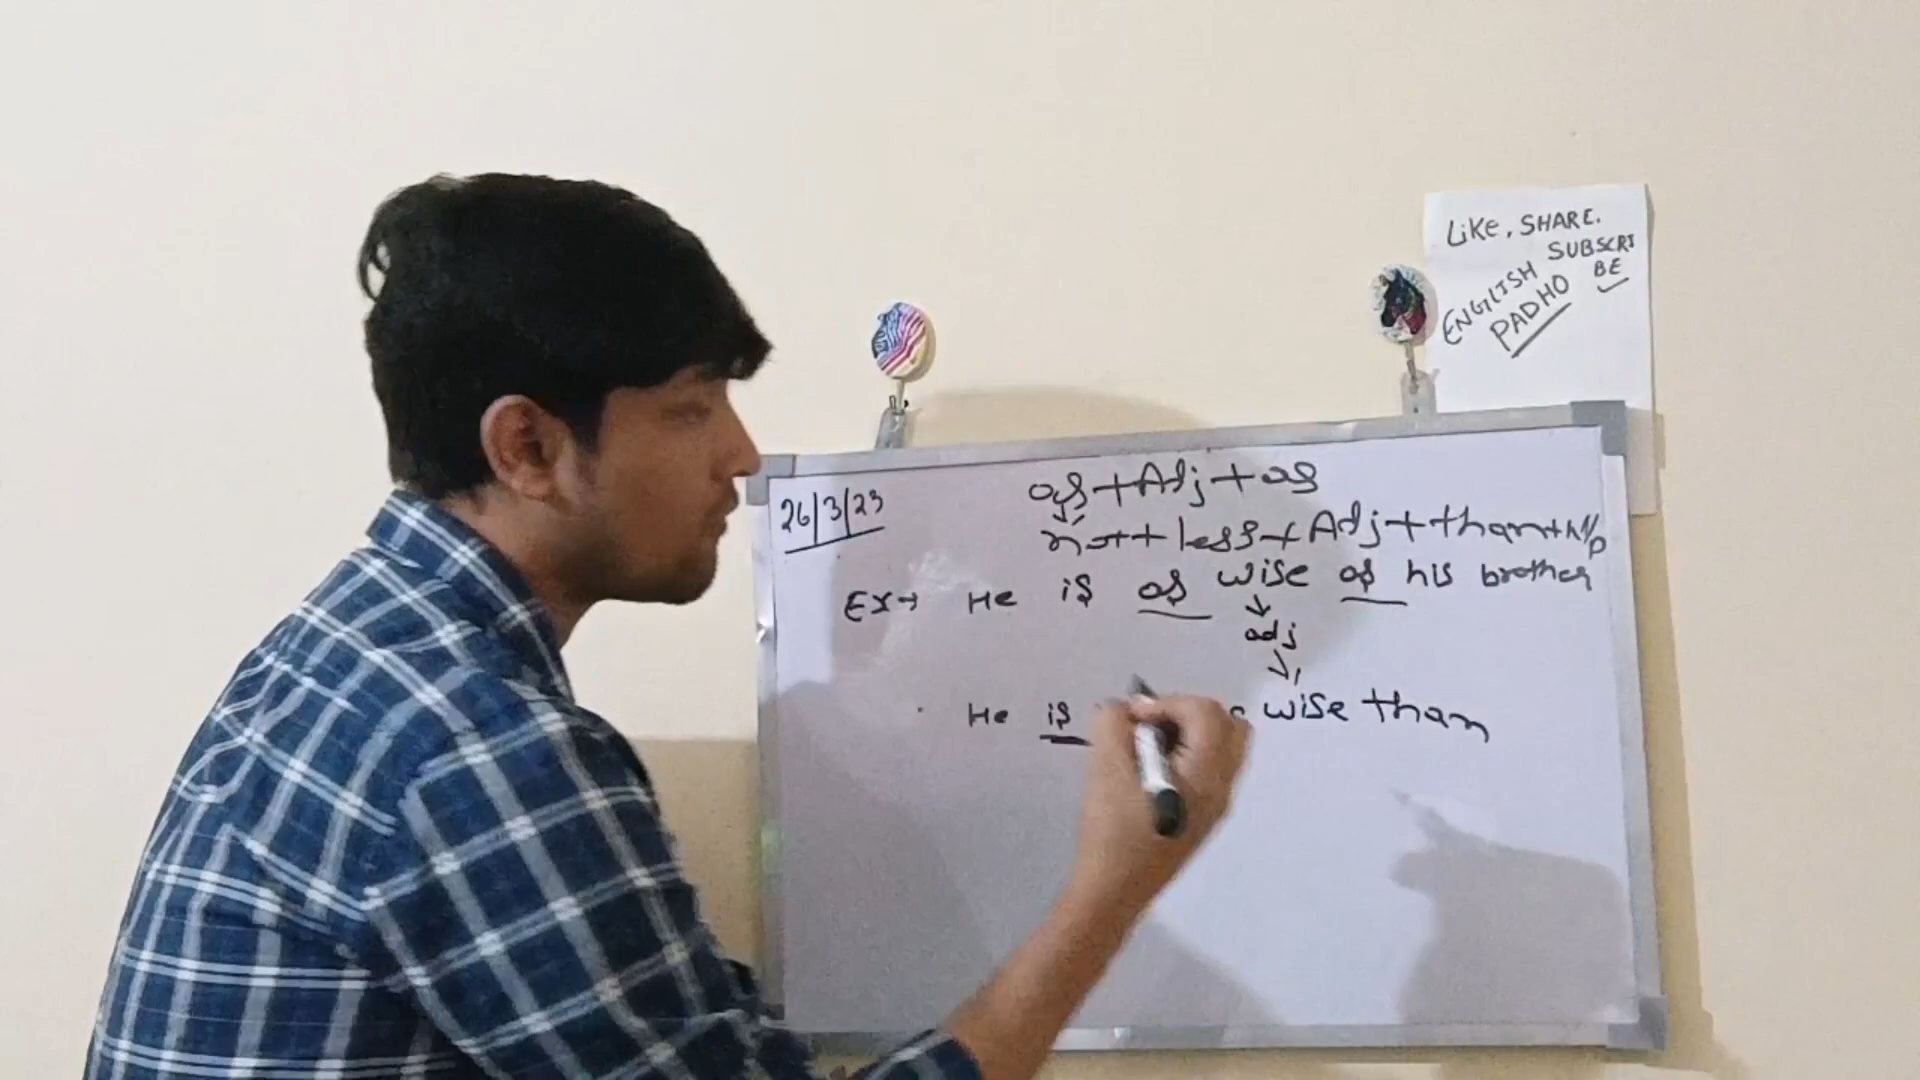 LIKE, SHARE.
SUBSCRI
BE
ENGLISH
PADHO
26/3/23
as + Adj + as
not + less + Adj + than + N/P
Ex → He is as wise as his brother
adj
He is wise than